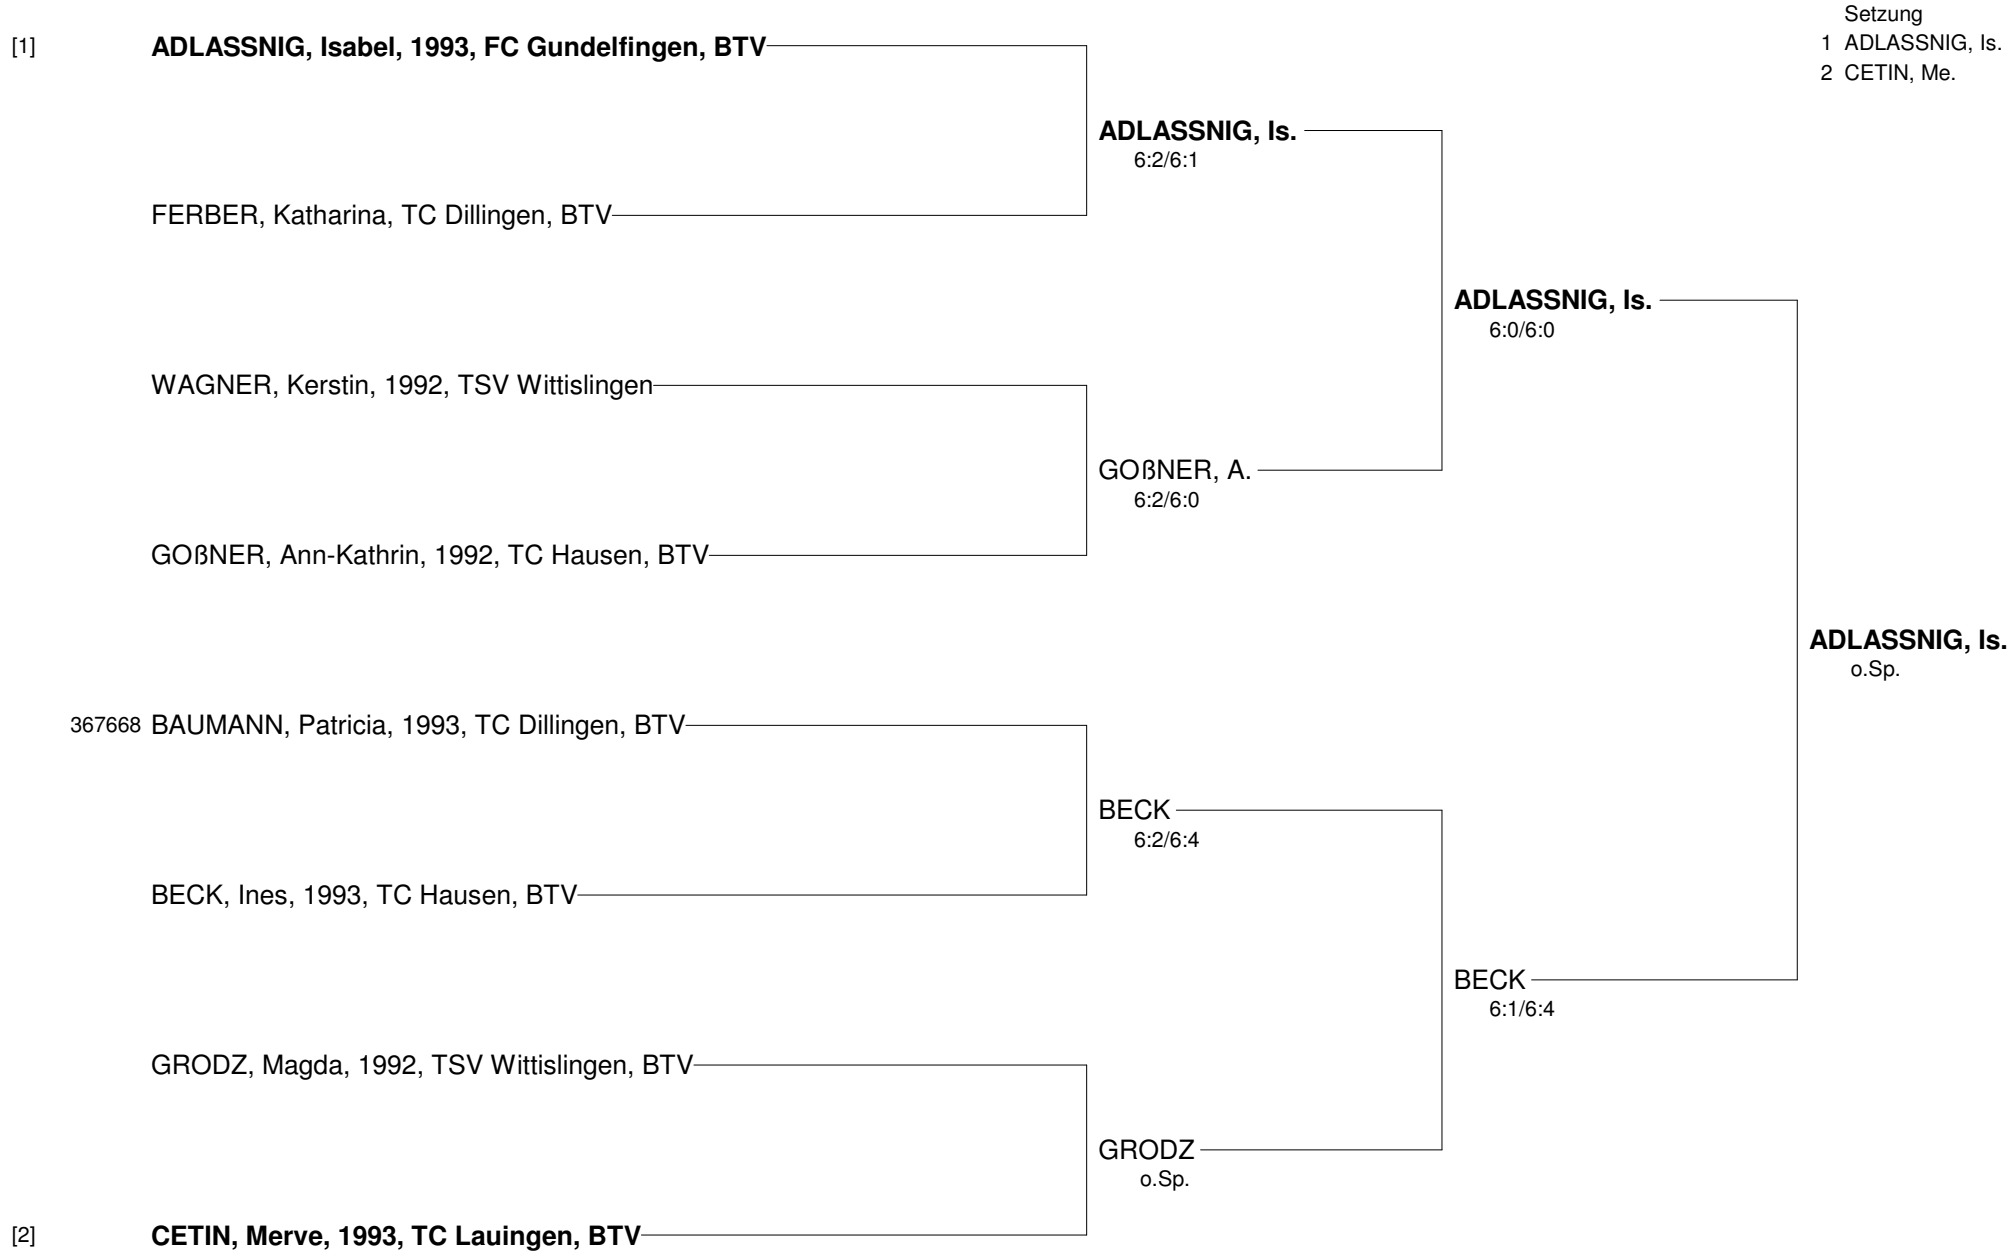 Setzung
1 ADLASSNIG, Is.
2 CETIN, Me.
[1] ADLASSNIG, Isabel, 1993, FC Gundelfingen, BTV
ADLASSNIG, Is.
6:2/6:1
FERBER, Katharina, TC Dillingen, BTV
ADLASSNIG, Is.
6:0/6:0
WAGNER, Kerstin, 1992, TSV Wittislingen
GOßNER, A.
6:2/6:0
GOßNER, Ann-Kathrin, 1992, TC Hausen, BTV
ADLASSNIG, Is.
o.Sp.
367668 BAUMANN, Patricia, 1993, TC Dillingen, BTV
BECK
6:2/6:4
BECK, Ines, 1993, TC Hausen, BTV
BECK
6:1/6:4
GRODZ, Magda, 1992, TSV Wittislingen, BTV
GRODZ
o.Sp.
[2] CETIN, Merve, 1993, TC Lauingen, BTV